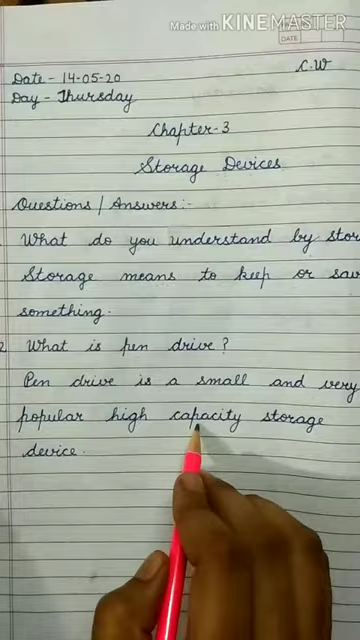 Made with KINEMASTER
DATE
C.W
Date - 14-05-20
Day - Thursday
Chapter-3
Storage Devices
Questions / Answers:-
What do you understand by
Storage means to keep or
something.
2 What is pen drive?
Pen drive is a small and very
popular high capacity storage
device.